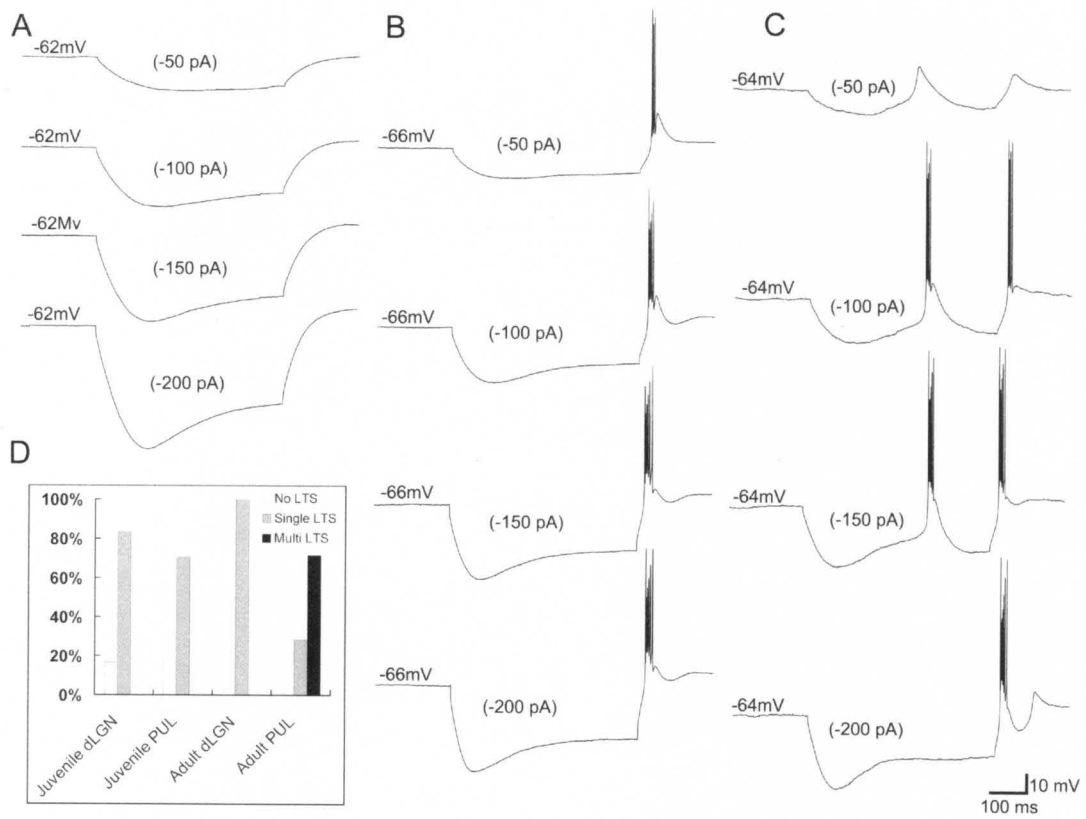 A
-62mV
(-50 pA)
-62mV
(-100 pA)
-62Mv
(-150 pA)
-62mV
(-200 pA)
B
-66mV
(-50 pA)
-66mV
(-100 pA)
-66mV
(-150 pA)
-66mV
(-200 pA)
C
-64mV
(-50 pA)
-64mV
(-100 pA)
-64mV
(-150 pA)
-64mV
(-200 pA)
10 mV
100 ms
D
100%
80%
60%
40%
20%
0%
No LTS
Single LTS
Multi LTS
Juvenile dLGN
Juvenile PUL
Adult dLGN
Adult PUL